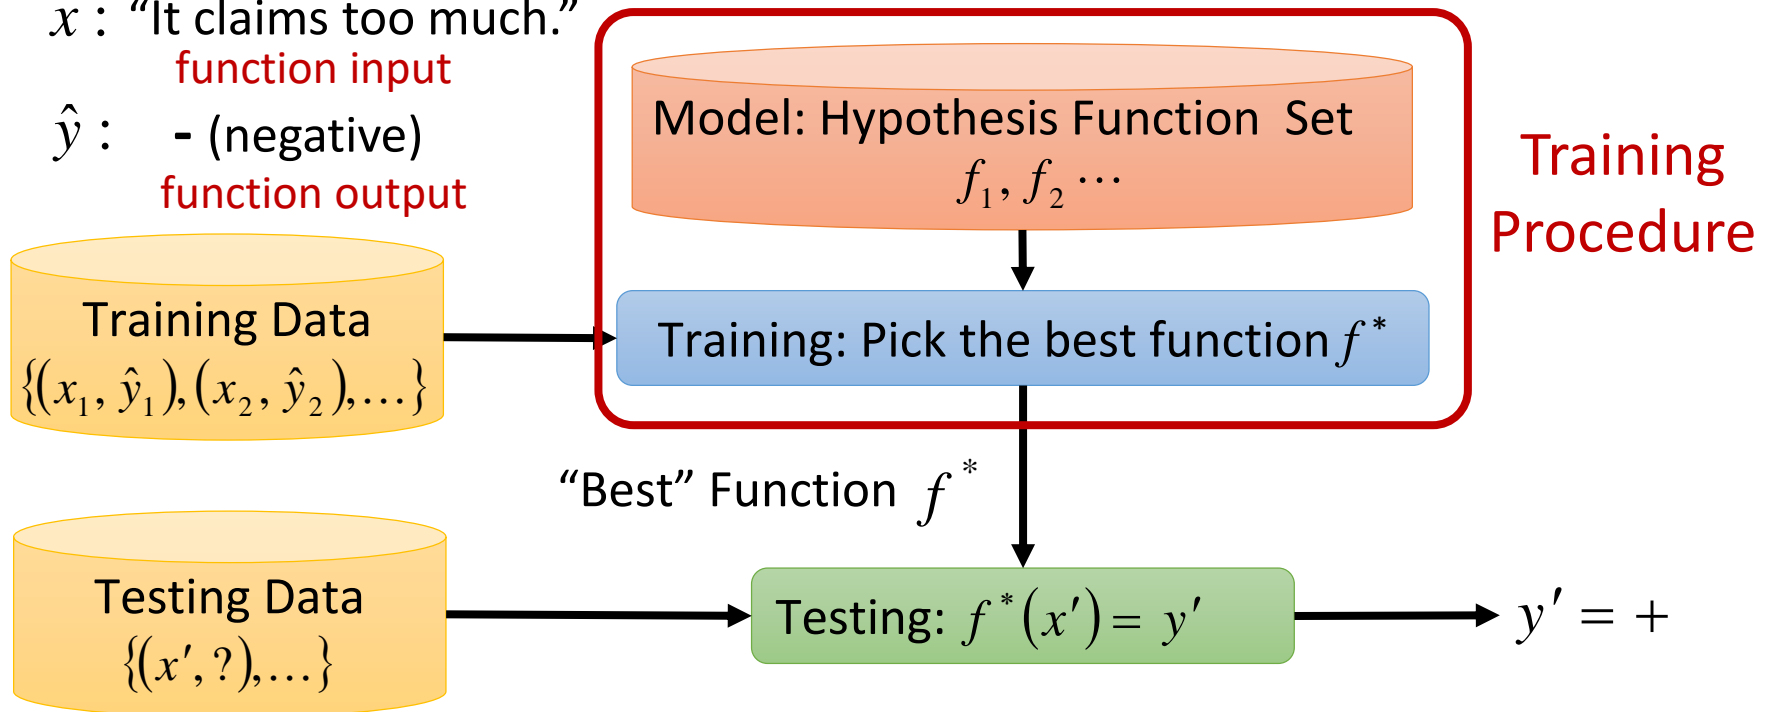 x : “It claims too much.”
function input
ŷ : - (negative)
function output
Model: Hypothesis Function Set
f₁, f₂ ⋯
Training
Procedure
Training Data
{(x₁, ŷ₁), (x₂, ŷ₂), …}
Training: Pick the best function f*
“Best” Function f*
Testing Data
{(x′, ?), …}
Testing: f*(x′) = y′
y′ = +